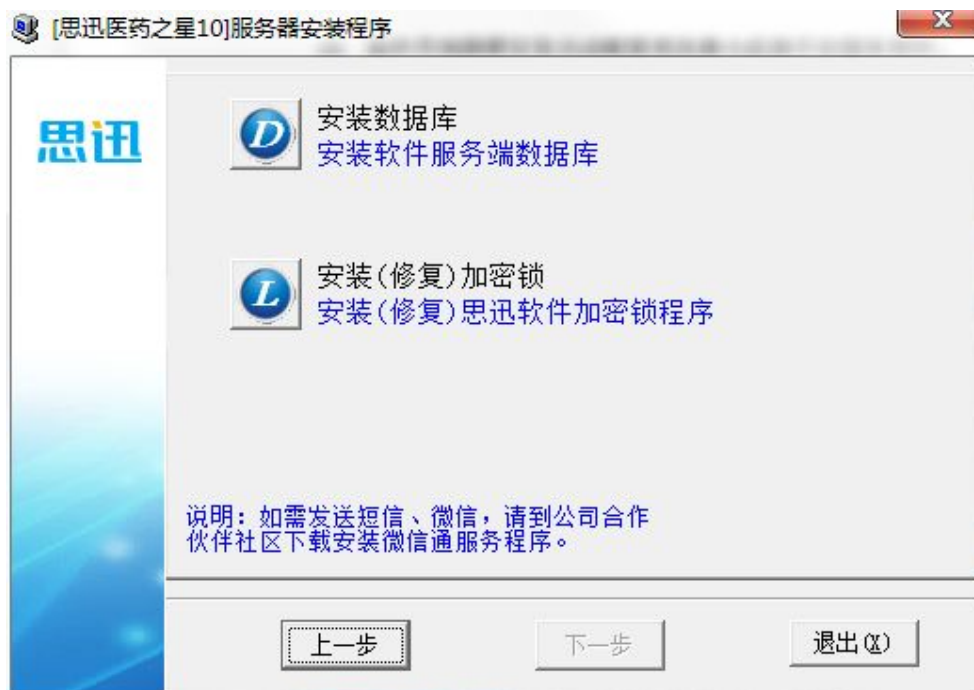 [思迅医药之星10]服务器安装程序
思迅
D
安装数据库
安装软件服务端数据库
L
安装(修复)加密锁
安装(修复)思迅软件加密锁程序
说明：如需发送短信、微信，请到公司合作
伙伴社区下载安装微信通服务程序。
上一步
下一步
退出(X)